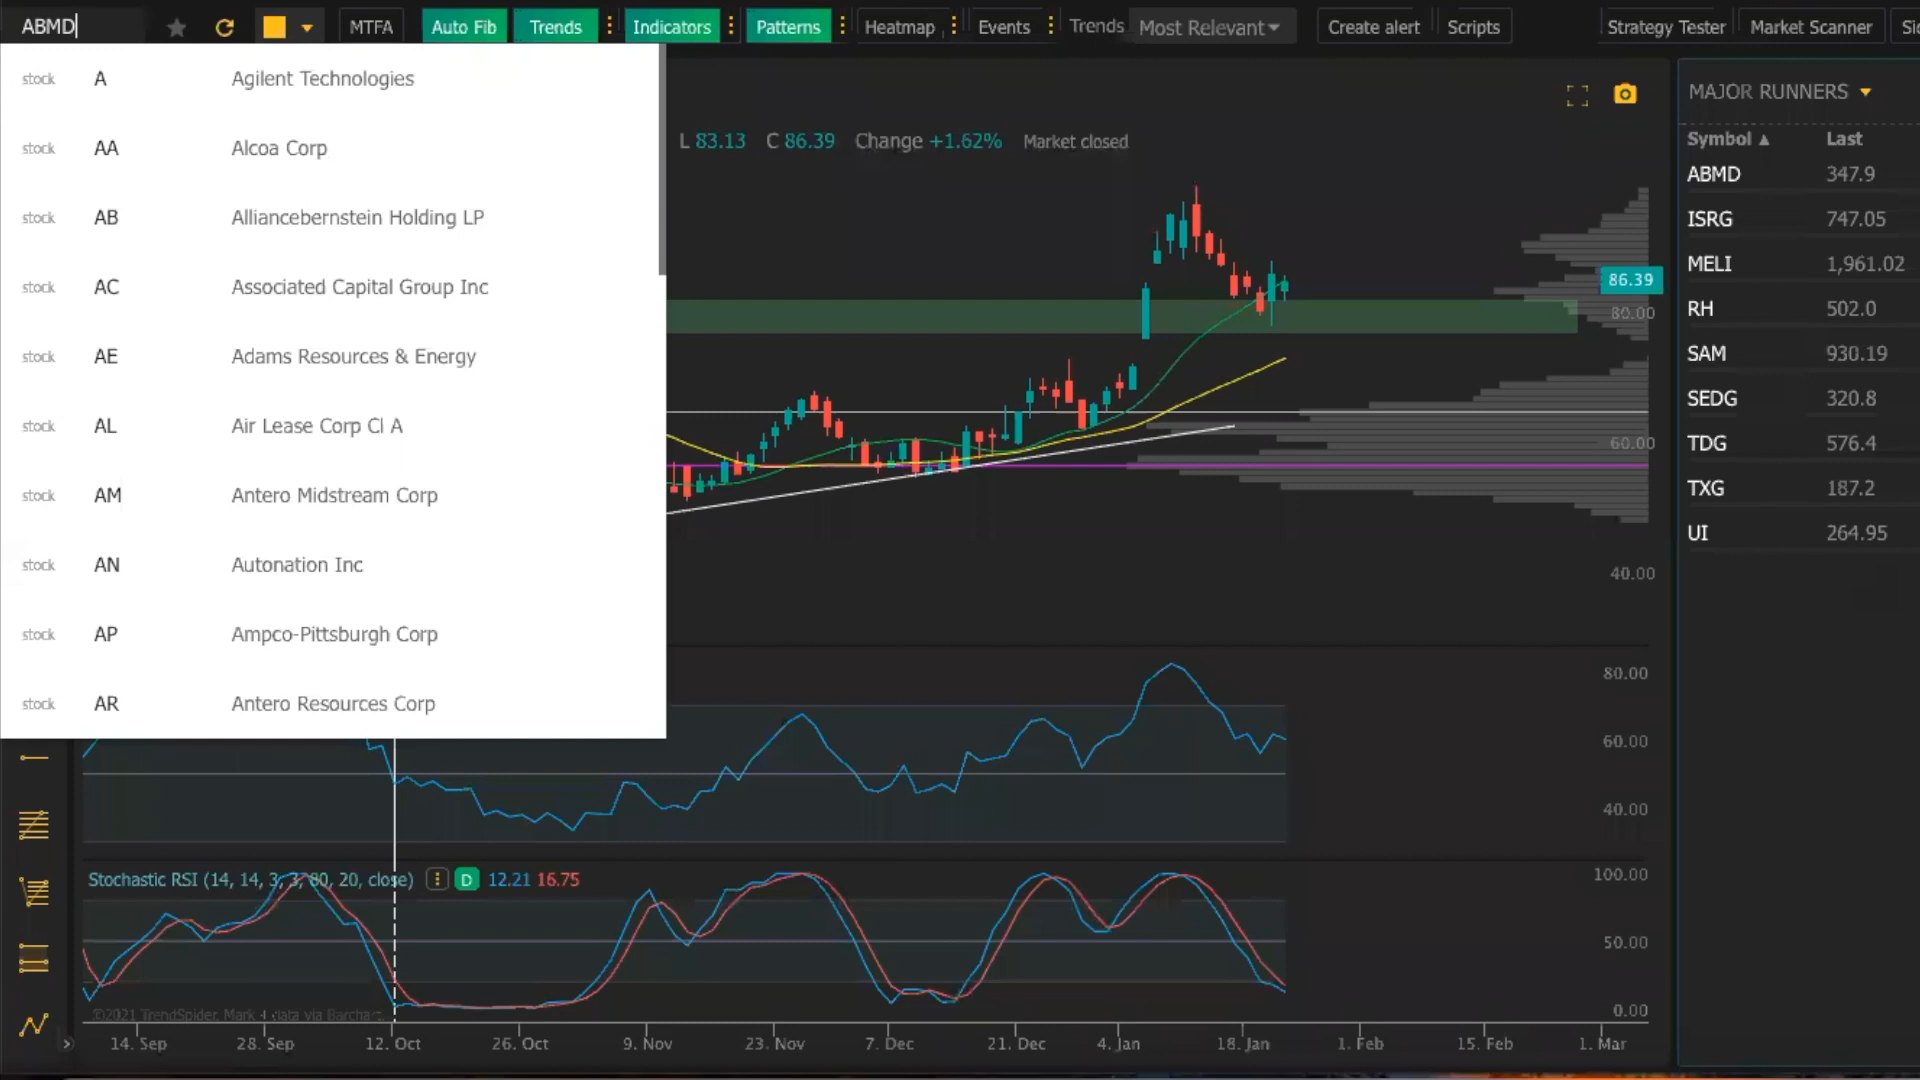 ABMD MTFA Auto Fib Trends Indicators Patterns Heatmap Events Trends Most Relevant Create alert Scripts Strategy Tester Market Scanner
stock A Agilent Technologies
stock AA Alcoa Corp
stock AB Alliancebernstein Holding LP
stock AC Associated Capital Group Inc
stock AE Adams Resources & Energy
stock AL Air Lease Corp Cl A
stock AM Antero Midstream Corp
stock AN Autonation Inc
stock AP Ampco-Pittsburgh Corp
stock AR Antero Resources Corp
L 83.13 C 86.39 Change +1.62% Market closed
86.39
80.00
60.00
40.00
80.00
60.00
40.00
Stochastic RSI (14, 14, 3, 3, 80, 20, close) D 12.21 16.75
100.00
50.00
0.00
©2021 TrendSpider, Mark
14. Sep 28. Sep 12. Oct 26. Oct 9. Nov 23. Nov 7. Dec 21. Dec 4. Jan 18. Jan 1. Feb 15. Feb 1. Mar
MAJOR RUNNERS
Symbol Last
ABMD 347.9
ISRG 747.05
MELI 1,961.02
RH 502.0
SAM 930.19
SEDG 320.8
TDG 576.4
TXG 187.2
UI 264.95